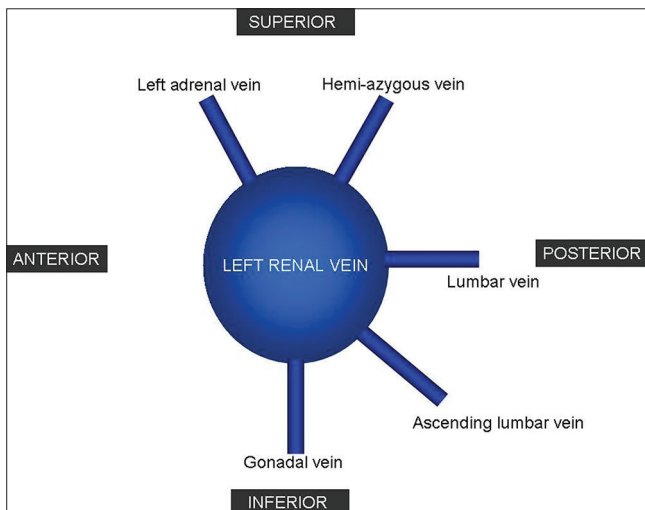 SUPERIOR
Left adrenal vein
Hemi-azygous vein
ANTERIOR
LEFT RENAL VEIN
POSTERIOR
Lumbar vein
Ascending lumbar vein
Gonadal vein
INFERIOR